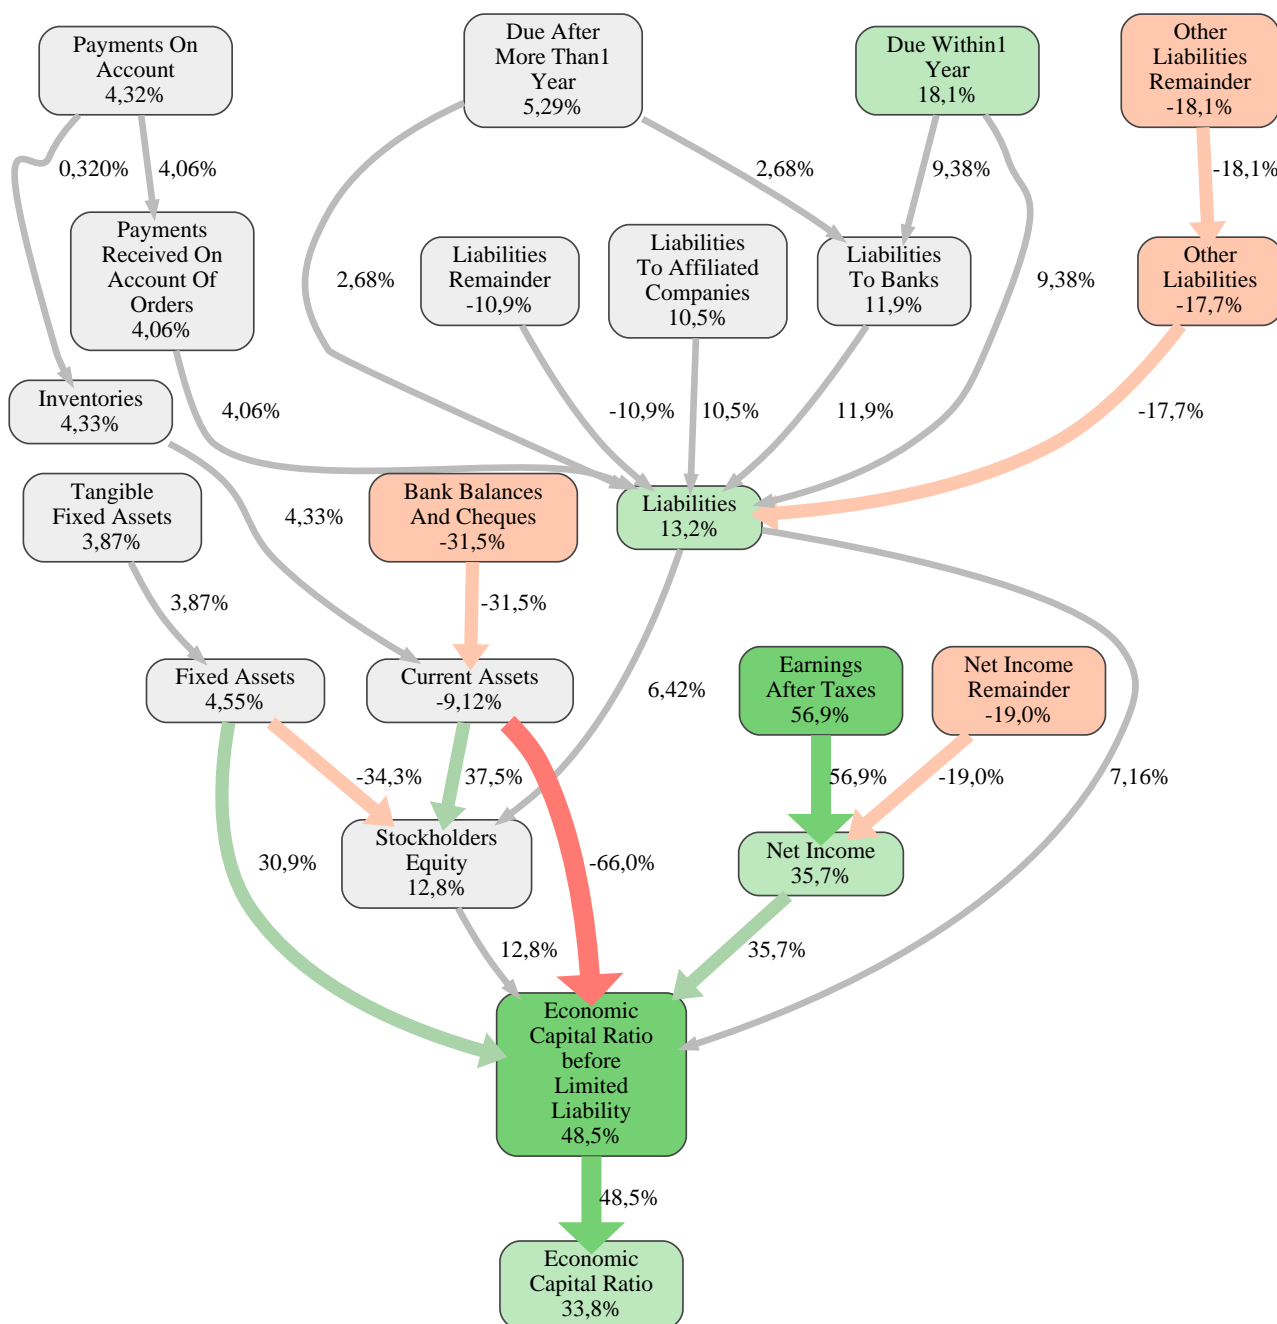 Payments On
Account
4,32%
Due After
More Than1
Year
5,29%
Due Within1
Year
18,1%
Other
Liabilities
Remainder
-18,1%
0,320%
4,06%
2,68%
9,38%
-18,1%
Payments
Received On
Account Of
Orders
4,06%
2,68%
Liabilities
Remainder
-10,9%
Liabilities
To Affiliated
Companies
10,5%
Liabilities
To Banks
11,9%
9,38%
Other
Liabilities
-17,7%
Inventories
4,33%
4,06%
-10,9%
10,5%
11,9%
-17,7%
Tangible
Fixed Assets
3,87%
4,33%
Bank Balances
And Cheques
-31,5%
Liabilities
13,2%
3,87%
-31,5%
Fixed Assets
4,55%
Current Assets
-9,12%
6,42%
Earnings
After Taxes
56,9%
Net Income
Remainder
-19,0%
-34,3%
37,5%
56,9%
-19,0%
7,16%
30,9%
Stockholders
Equity
12,8%
-66,0%
Net Income
35,7%
12,8%
35,7%
Economic
Capital Ratio
before
Limited
Liability
48,5%
48,5%
Economic
Capital Ratio
33,8%